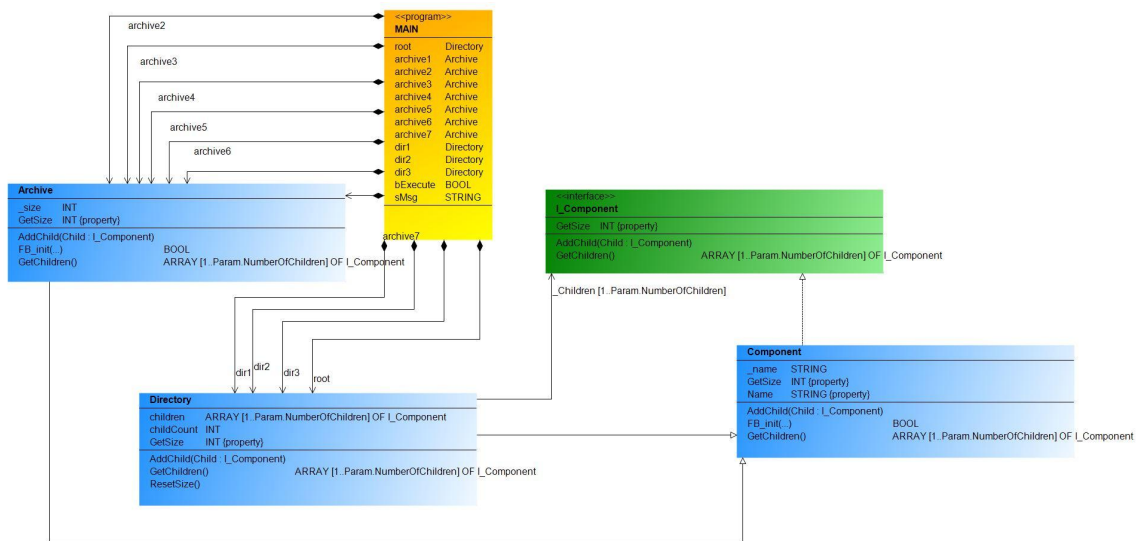 archive2
archive3
archive4
archive5
archive6
<<program>>
MAIN
root Directory
archive1 Archive
archive2 Archive
archive3 Archive
archive4 Archive
archive5 Archive
archive6 Archive
archive7 Archive
dir1 Directory
dir2 Directory
dir3 Directory
bExecute BOOL
sMsg STRING
archive7
Archive
_size INT
GetSize INT {property}
AddChild(Child : I_Component)
FB_init(...) BOOL
GetChildren() ARRAY [1..Param.NumberOfChildren] OF I_Component
<<interface>>
I_Component
GetSize INT {property}
AddChild(Child : I_Component)
GetChildren() ARRAY [1..Param.NumberOfChildren] OF I_Component
_Children [1..Param.NumberOfChildren]
dir1
dir2
dir3
root
Directory
children ARRAY [1..Param.NumberOfChildren] OF I_Component
childCount INT
GetSize INT {property}
AddChild(Child : I_Component)
GetChildren() ARRAY [1..Param.NumberOfChildren] OF I_Component
ResetSize()
Component
_name STRING
GetSize INT {property}
Name STRING {property}
AddChild(Child : I_Component)
FB_init(...) BOOL
GetChildren() ARRAY [1..Param.NumberOfChildren] OF I_Component